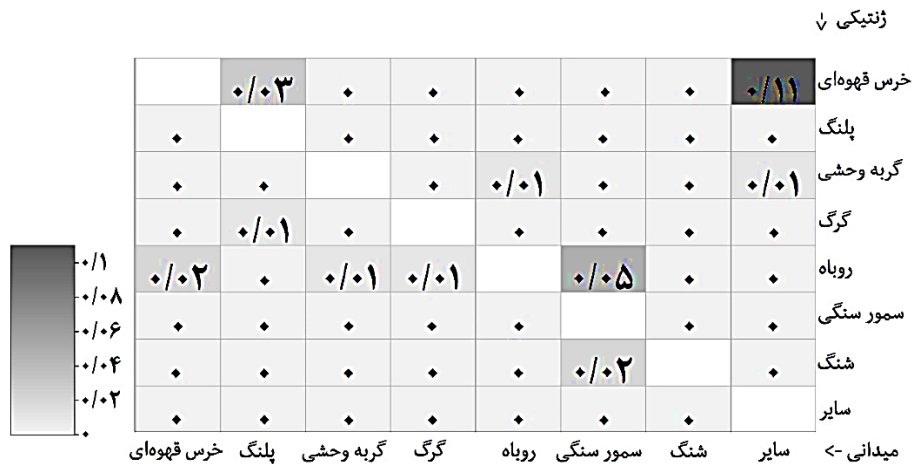 ژنتیکی ↓
خرس قهوه‌ای ۰/۱۱ ۰ ۰ ۰ ۰ ۰ ۰/۰۳
پلنگ ۰ ۰ ۰ ۰ ۰ ۰ ۰
گربه وحشی ۰/۰۱ ۰ ۰ ۰/۰۱ ۰ ۰ ۰
گرگ ۰ ۰ ۰ ۰ ۰ ۰/۰۱ ۰
روباه ۰ ۰ ۰/۰۵ ۰/۰۱ ۰/۰۱ ۰ ۰/۰۲
سمور سنگی ۰ ۰ ۰ ۰ ۰ ۰ ۰
شنگ ۰ ۰/۰۲ ۰ ۰ ۰ ۰ ۰
سایر ۰ ۰ ۰ ۰ ۰ ۰ ۰
میدانی -> سایر شنگ سمور سنگی روباه گرگ گربه وحشی پلنگ خرس قهوه‌ای
۰/۱
۰/۰۸
۰/۰۶
۰/۰۴
۰/۰۲
۰